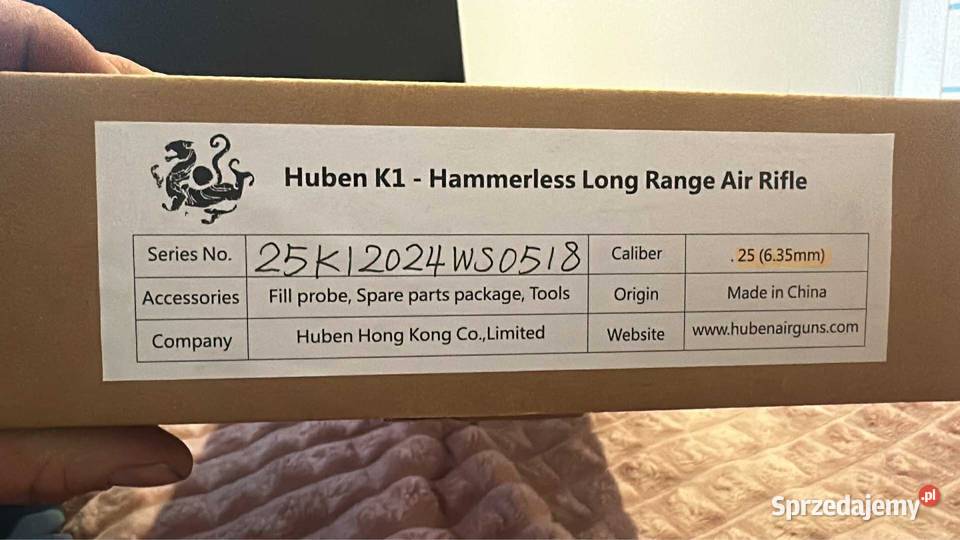 Huben K1 - Hammerless Long Range Air Rifle
Series No. 25K12024WS0518 Caliber .25 (6.35mm)
Accessories Fill probe, Spare parts package, Tools Origin Made in China
Company Huben Hong Kong Co.,Limited Website www.hubenairguns.com
Sprzedajemy.pl